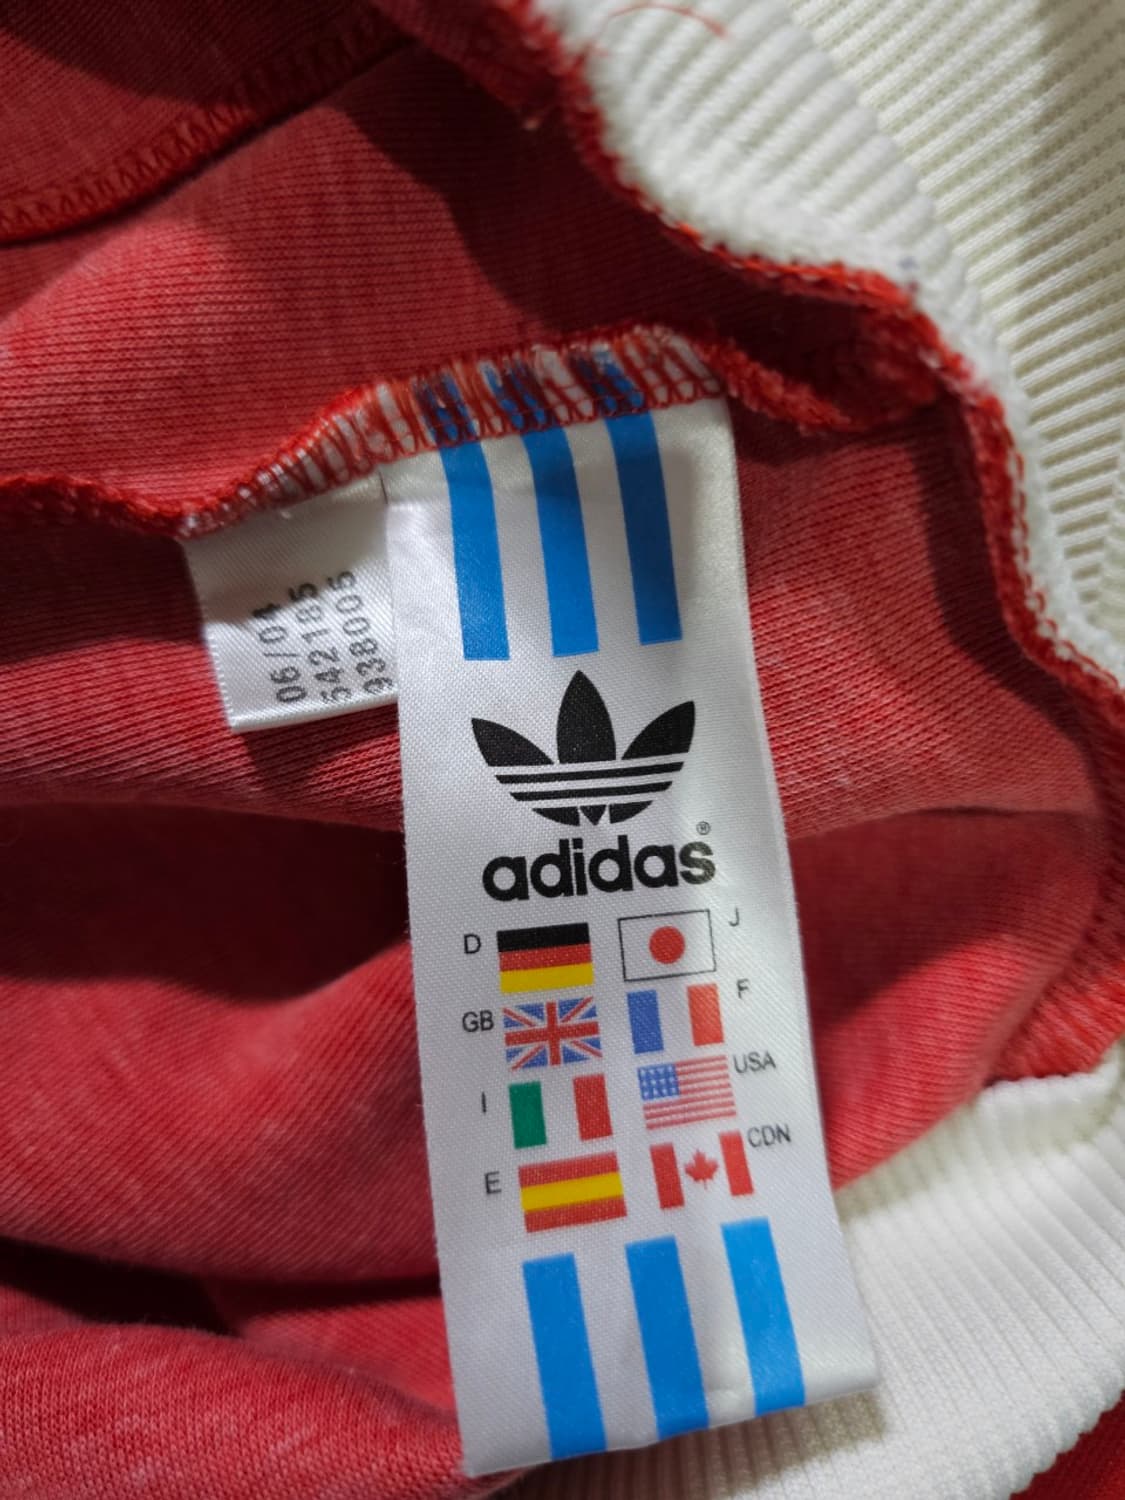 06/04
542185
938005
adidas®
D
J
GB
F
I
USA
E
CDN